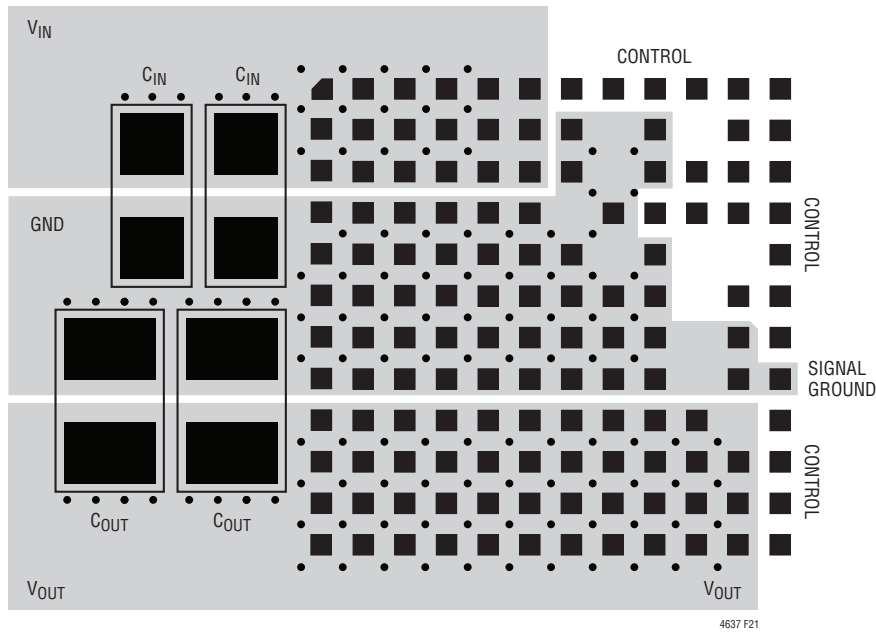 VIN
CONTROL
CIN
CIN
GND
CONTROL
SIGNAL
GROUND
CONTROL
COUT
COUT
VOUT
VOUT
4637 F21